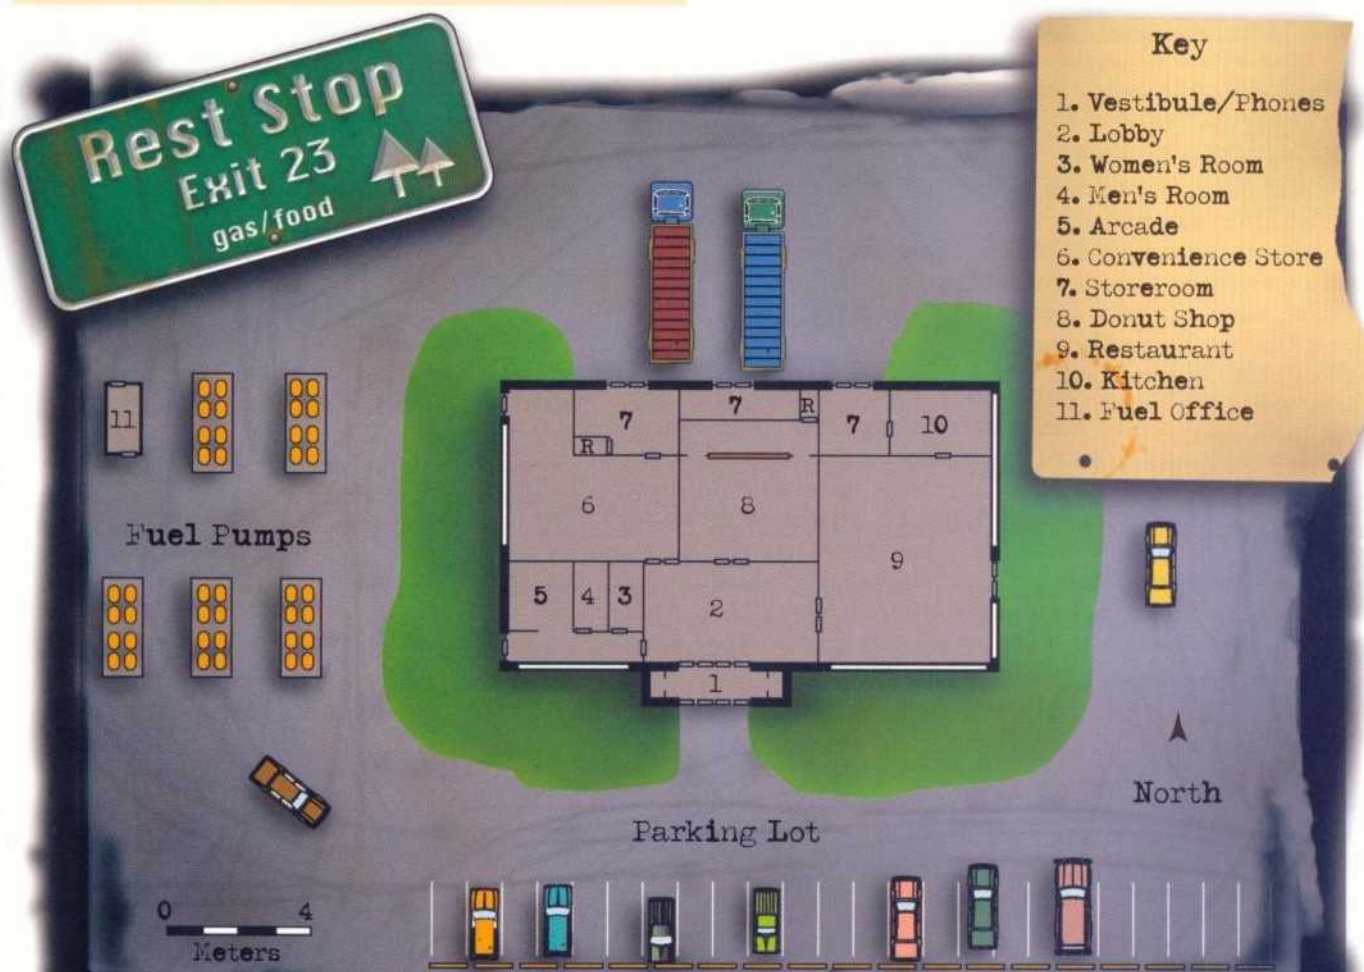 Rest Stop
Exit 23
gas/food
Key
1. Vestibule/Phones
2. Lobby
3. Women's Room
4. Men's Room
5. Arcade
6. Convenience Store
7. Storeroom
8. Donut Shop
9. Restaurant
10. Kitchen
11. Fuel Office
11
7
7
R
7
10
R
6
8
Fuel Pumps
9
5
4
3
2
1
North
Parking Lot
0
4
Meters